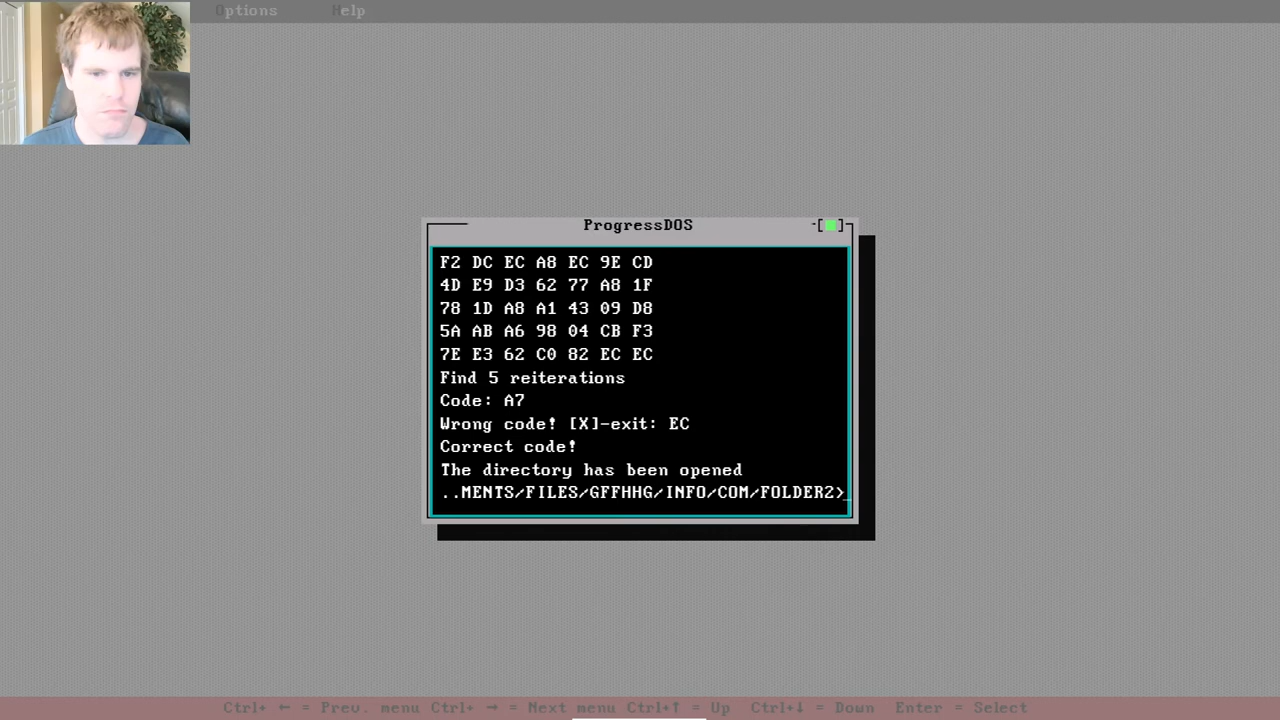 Options Help
ProgressDOS
F2 DC EC A8 EC 9E CD
4D E9 D3 62 77 A8 1F
78 1D A8 A1 43 09 D8
5A AB A6 98 04 CB F3
7E E3 62 C0 82 EC EC
Find 5 reiterations
Code: A7
Wrong code! [X]-exit: EC
Correct code!
The directory has been opened
..MENTS/FILES/GFFHHG/INFO/COM/FOLDER2>_
Ctrl+ ← = Prev. menu Ctrl+ → = Next menu Ctrl+↑ = Up Ctrl+↓ = Down Enter = Select